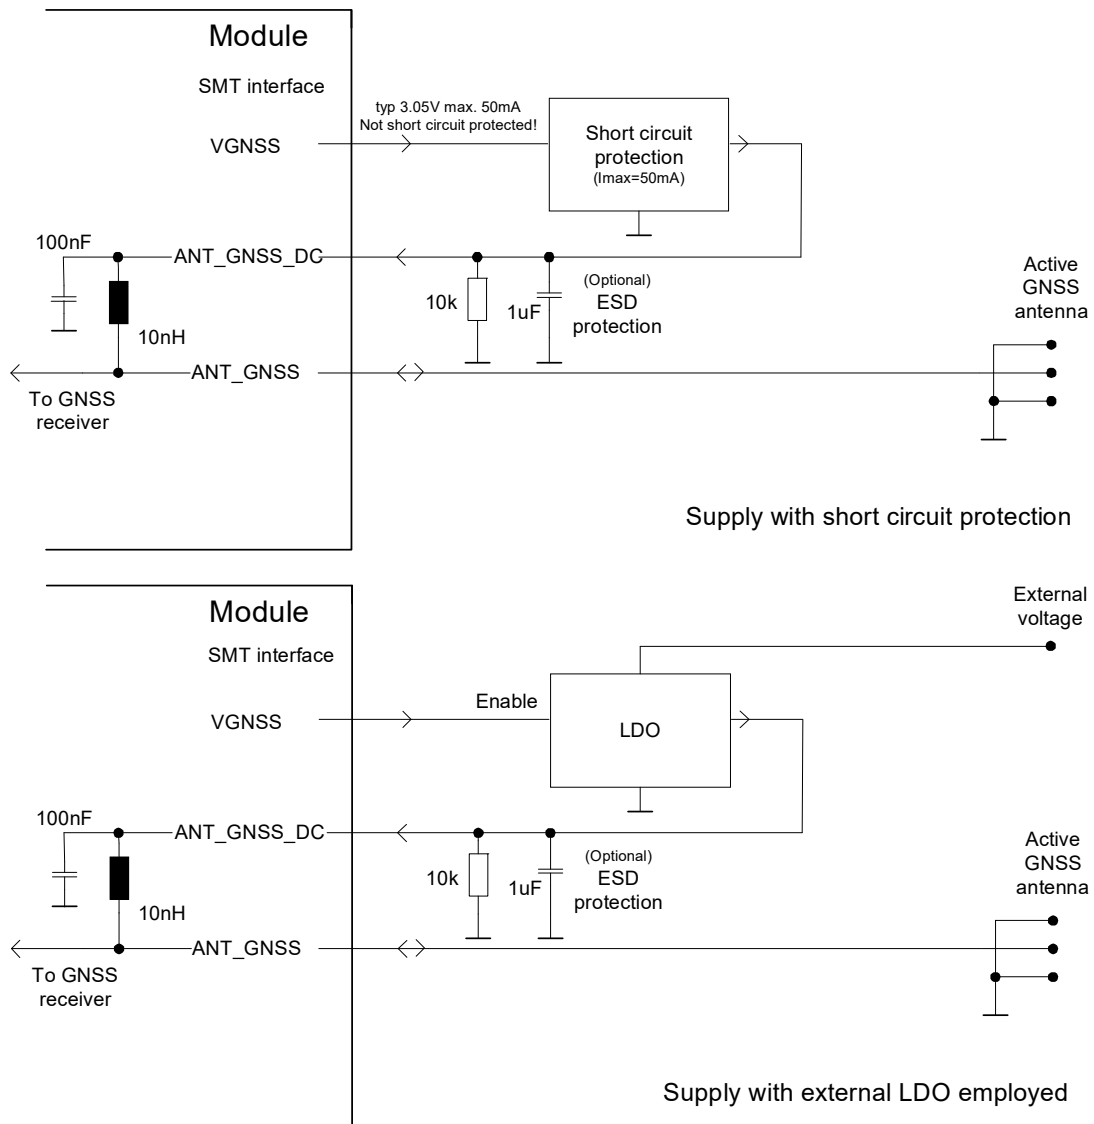 Module
SMT interface
typ 3.05V max. 50mA
Not short circuit protected!
VGNSS
Short circuit
protection
(Imax=50mA)
100nF
ANT_GNSS_DC
10nH
10k
1uF
(Optional)
ESD
protection
Active
GNSS
antenna
ANT_GNSS
To GNSS
receiver
Supply with short circuit protection
Module
SMT interface
External
voltage
VGNSS
Enable
LDO
100nF
ANT_GNSS_DC
10nH
10k
1uF
(Optional)
ESD
protection
Active
GNSS
antenna
ANT_GNSS
To GNSS
receiver
Supply with external LDO employed